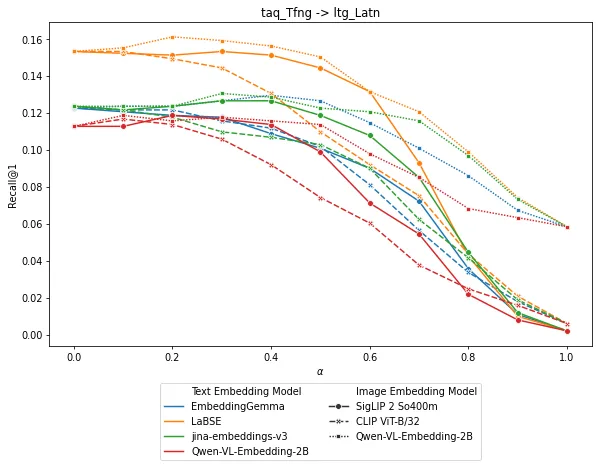 taq_Tfng -> ltg_Latn
Recall@1
0.16
0.14
0.12
0.10
0.08
0.06
0.04
0.02
0.00
0.0 0.2 0.4 0.6 0.8 1.0
α
Text Embedding Model
EmbeddingGemma
LaBSE
jina-embeddings-v3
Qwen-VL-Embedding-2B
Image Embedding Model
SigLIP 2 So400m
CLIP ViT-B/32
Qwen-VL-Embedding-2B